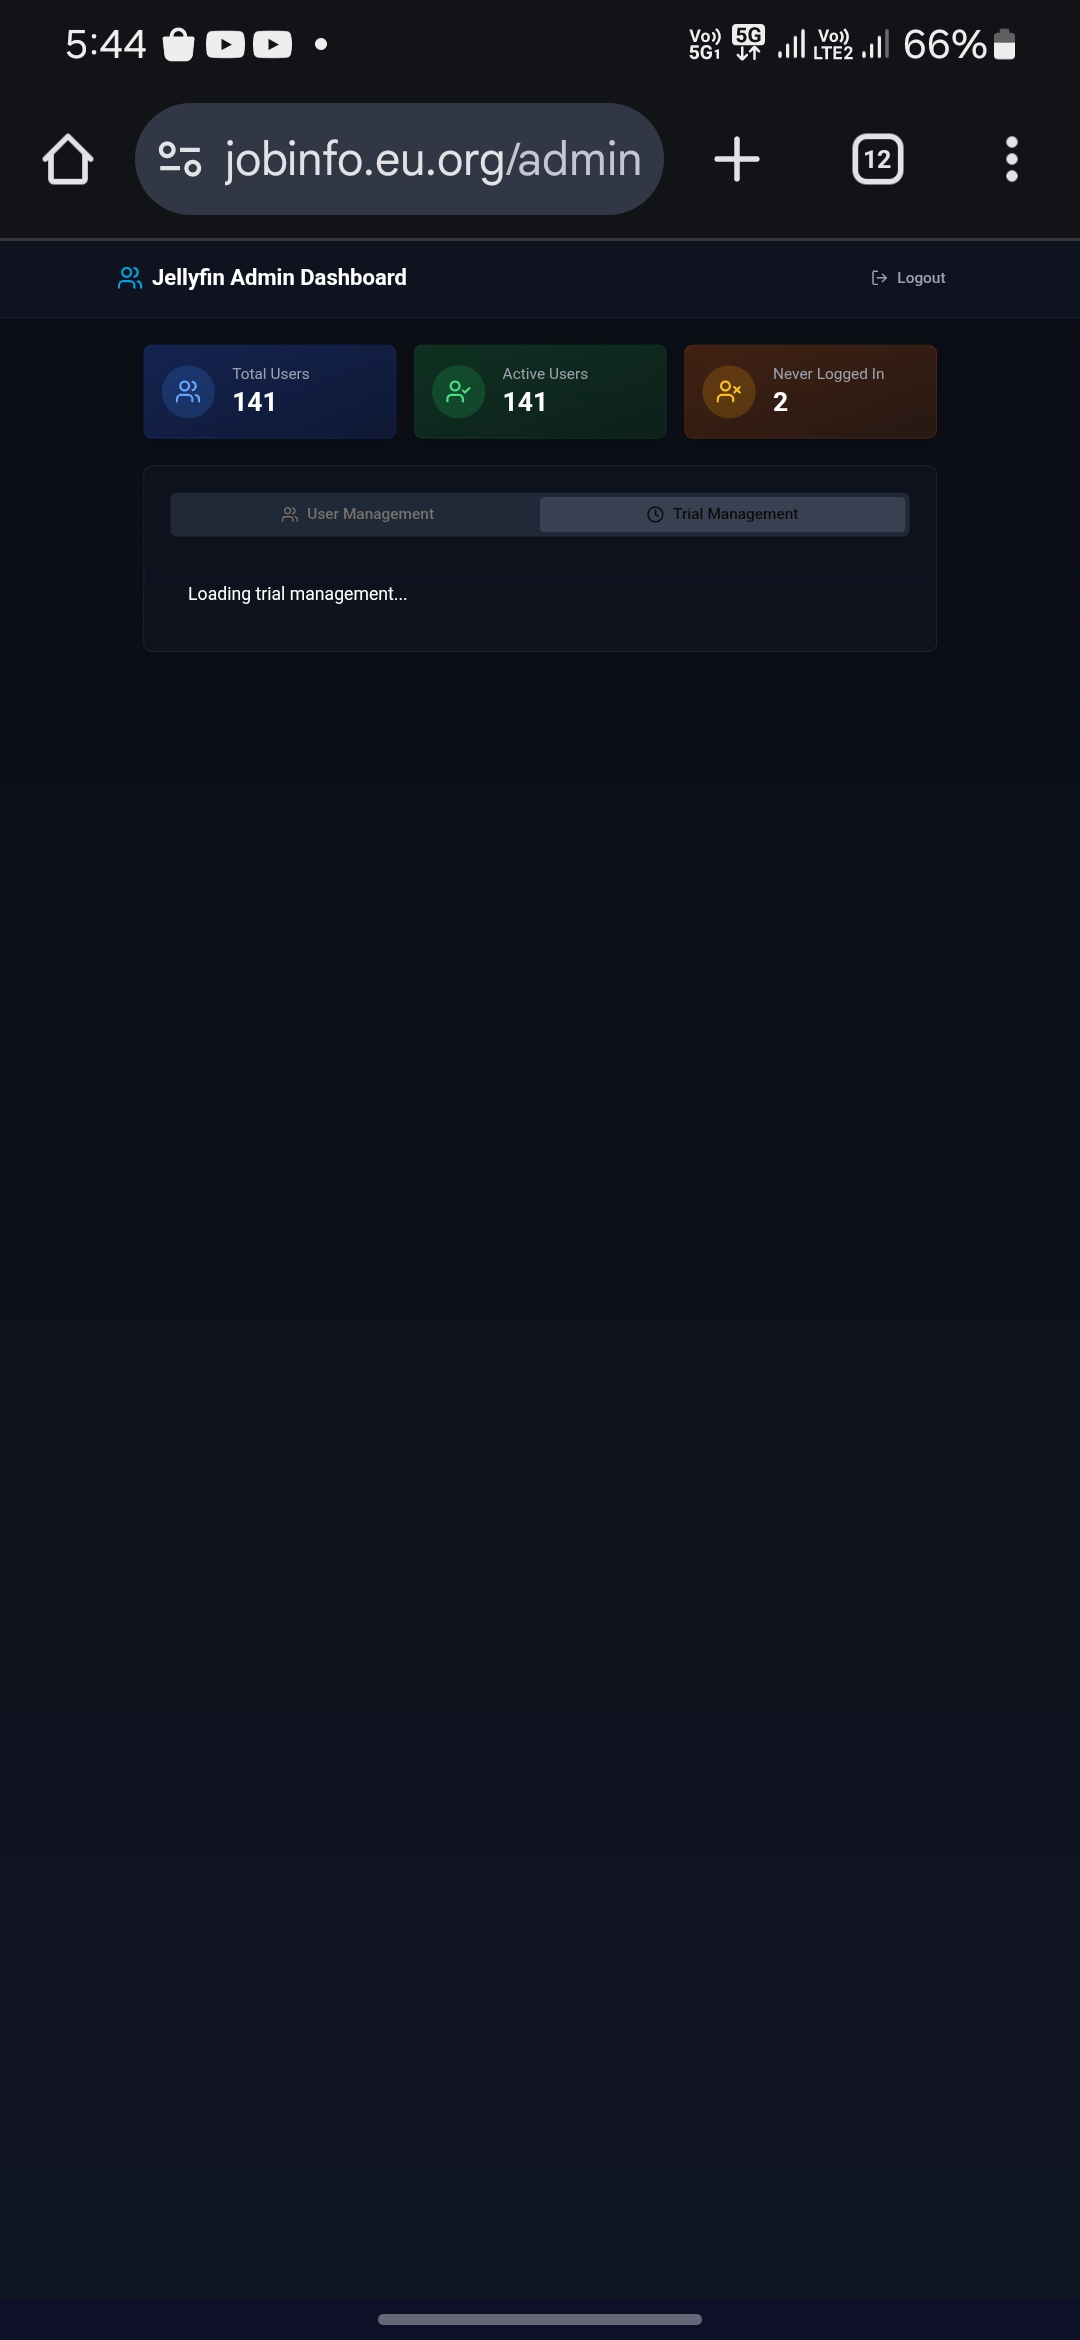 5:44
Vo)) 5G1 5G Vo)) LTE2 66%
jobinfo.eu.org/admin
12
Jellyfin Admin Dashboard
Logout
Total Users
141
Active Users
141
Never Logged In
2
User Management
Trial Management
Loading trial management...